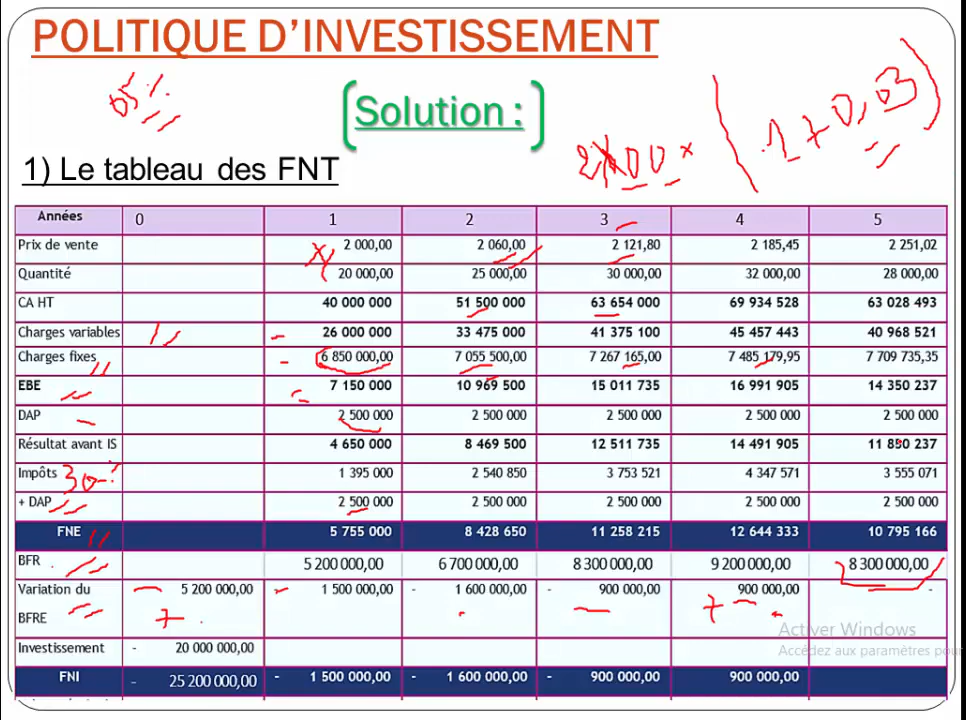 POLITIQUE D'INVESTISSEMENT
05%
Solution :
2100 × (1+0,03)
1) Le tableau des FNT
Années 0 1 2 3 4 5
Prix de vente 2 000,00 2 060,00 2 121,80 2 185,45 2 251,02
Quantité 20 000,00 25 000,00 30 000,00 32 000,00 28 000,00
CA HT 40 000 000 51 500 000 63 654 000 69 934 528 63 028 493
Charges variables 26 000 000 33 475 000 41 375 100 45 457 443 40 968 521
Charges fixes 6 850 000,00 7 055 500,00 7 267 165,00 7 485 179,95 7 709 735,35
EBE 7 150 000 10 969 500 15 011 735 16 991 905 14 350 237
DAP 2 500 000 2 500 000 2 500 000 2 500 000 2 500 000
Résultat avant IS 4 650 000 8 469 500 12 511 735 14 491 905 11 850 237
Impôts 30% 1 395 000 2 540 850 3 753 521 4 347 571 3 555 071
+ DAP 2 500 000 2 500 000 2 500 000 2 500 000 2 500 000
FNE 5 755 000 8 428 650 11 258 215 12 644 333 10 795 166
BFR 5 200 000,00 6 700 000,00 8 300 000,00 9 200 000,00 8 300 000,00
Variation du 5 200 000,00 - 1 500 000,00 - 1 600 000,00 - 900 000,00 900 000,00 -
BFRE + +
Activer Windows
Investissement - 20 000 000,00
Accédez aux paramètres pour
FNI - 25 200 000,00 - 1 500 000,00 - 1 600 000,00 - 900 000,00 900 000,00